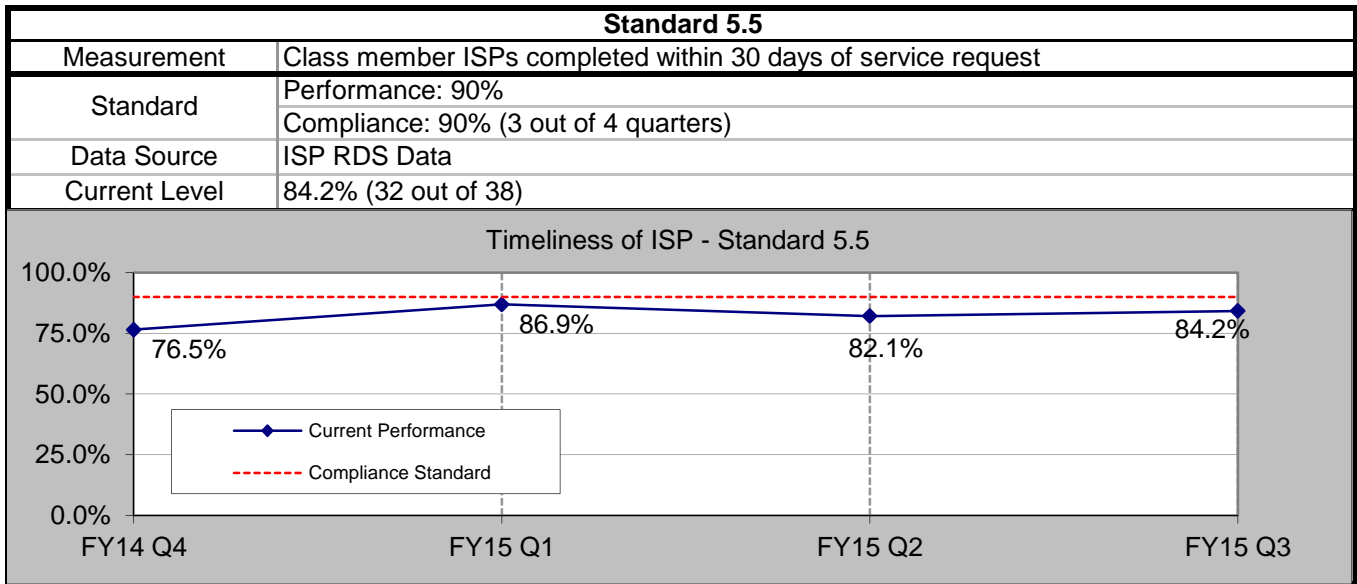 Standard 5.5
Measurement Class member ISPs completed within 30 days of service request
Standard
Performance: 90%
Compliance: 90% (3 out of 4 quarters)
Data Source ISP RDS Data
Current Level 84.2% (32 out of 38)
Timeliness of ISP - Standard 5.5
100.0%
75.0%
50.0%
25.0%
0.0%
76.5%
86.9%
82.1%
84.2%
Current Performance
Compliance Standard
FY14 Q4 FY15 Q1 FY15 Q2 FY15 Q3